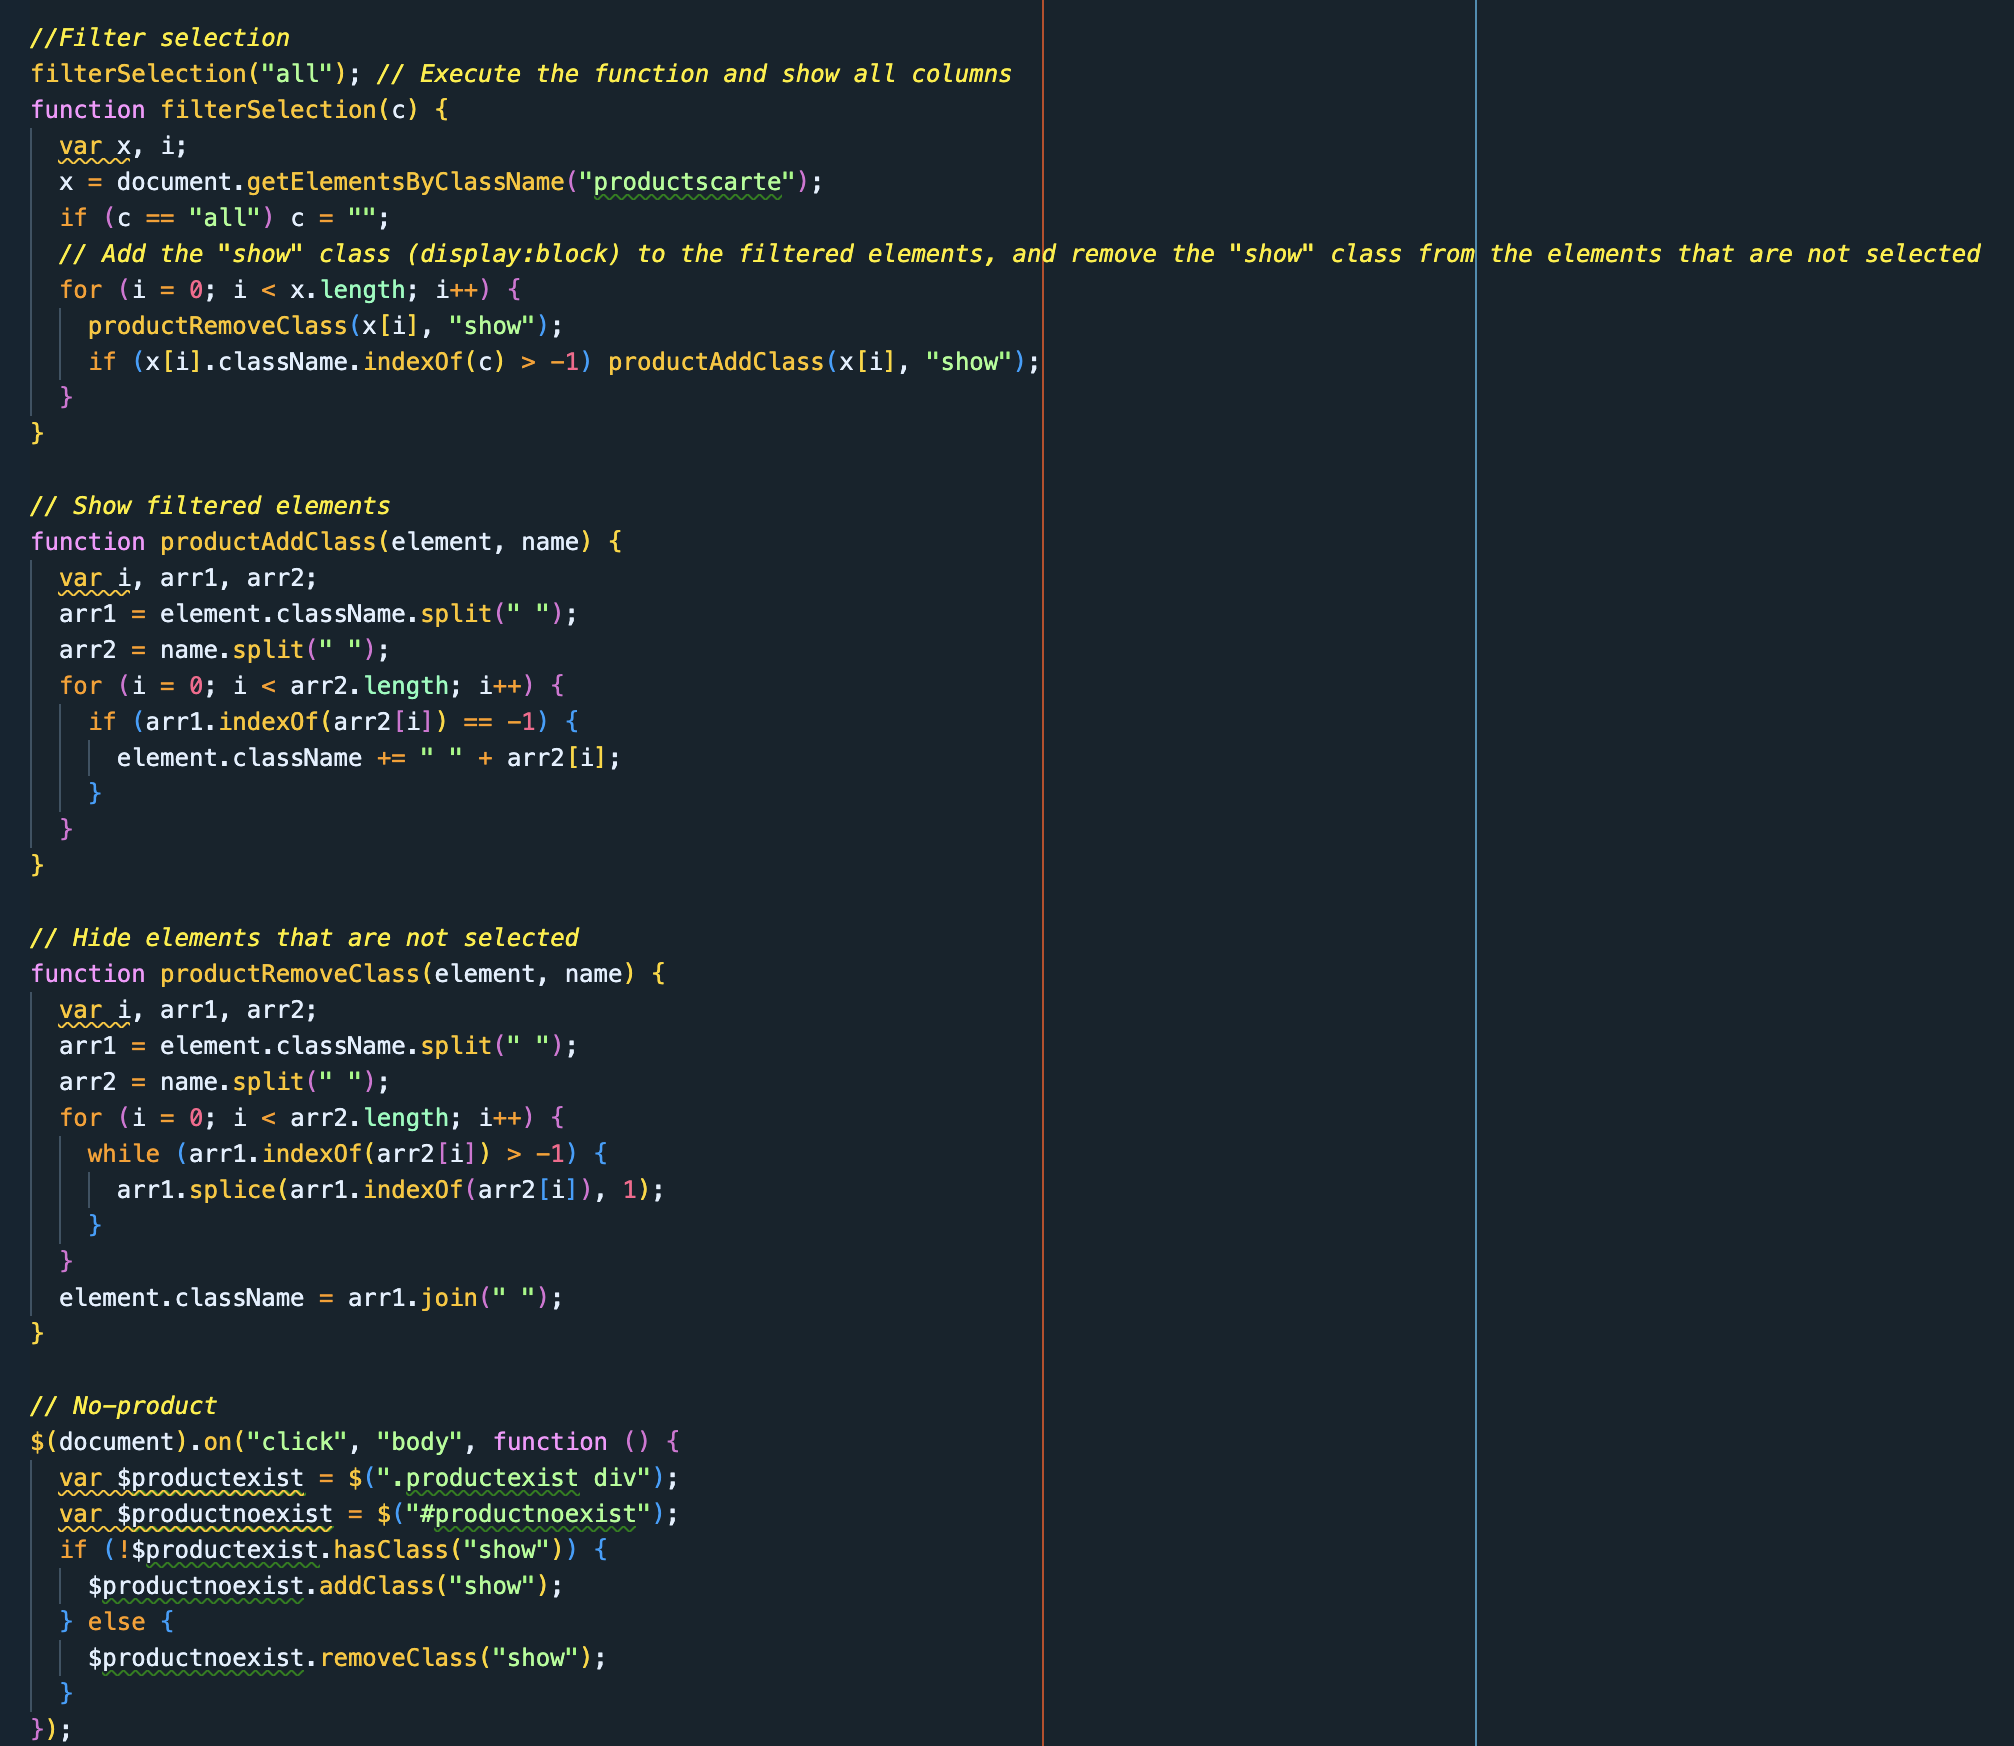 //Filter selection
filterSelection("all"); // Execute the function and show all columns
function filterSelection(c) {
  var x, i;
  x = document.getElementsByClassName("productscarte");
  if (c == "all") c = "";
  // Add the "show" class (display:block) to the filtered elements, and remove the "show" class from the elements that are not selected
  for (i = 0; i < x.length; i++) {
    productRemoveClass(x[i], "show");
    if (x[i].className.indexOf(c) > -1) productAddClass(x[i], "show");
  }
}

// Show filtered elements
function productAddClass(element, name) {
  var i, arr1, arr2;
  arr1 = element.className.split(" ");
  arr2 = name.split(" ");
  for (i = 0; i < arr2.length; i++) {
    if (arr1.indexOf(arr2[i]) == -1) {
      element.className += " " + arr2[i];
    }
  }
}

// Hide elements that are not selected
function productRemoveClass(element, name) {
  var i, arr1, arr2;
  arr1 = element.className.split(" ");
  arr2 = name.split(" ");
  for (i = 0; i < arr2.length; i++) {
    while (arr1.indexOf(arr2[i]) > -1) {
      arr1.splice(arr1.indexOf(arr2[i]), 1);
    }
  }
  element.className = arr1.join(" ");
}

// No-product
$(document).on("click", "body", function () {
  var $productexist = $(".productexist div");
  var $productnoexist = $("#productnoexist");
  if (!$productexist.hasClass("show")) {
    $productnoexist.addClass("show");
  } else {
    $productnoexist.removeClass("show");
  }
});